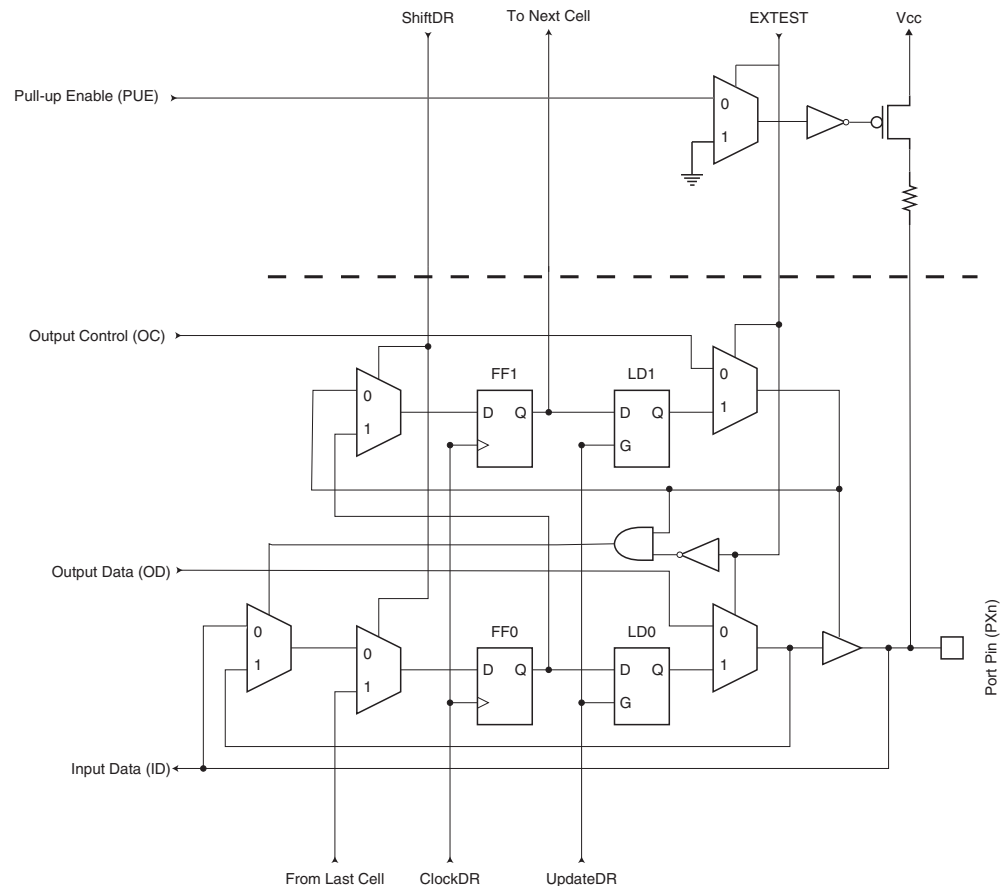 ShiftDR
To Next Cell
EXTEST
Vcc
Pull-up Enable (PUE)
0
1
Output Control (OC)
FF1
LD1
0
1
D Q
D Q
0
1
G
Output Data (OD)
FF0
LD0
0
1
0
1
D Q
D Q
0
1
G
Port Pin (PXn)
Input Data (ID)
From Last Cell
ClockDR
UpdateDR